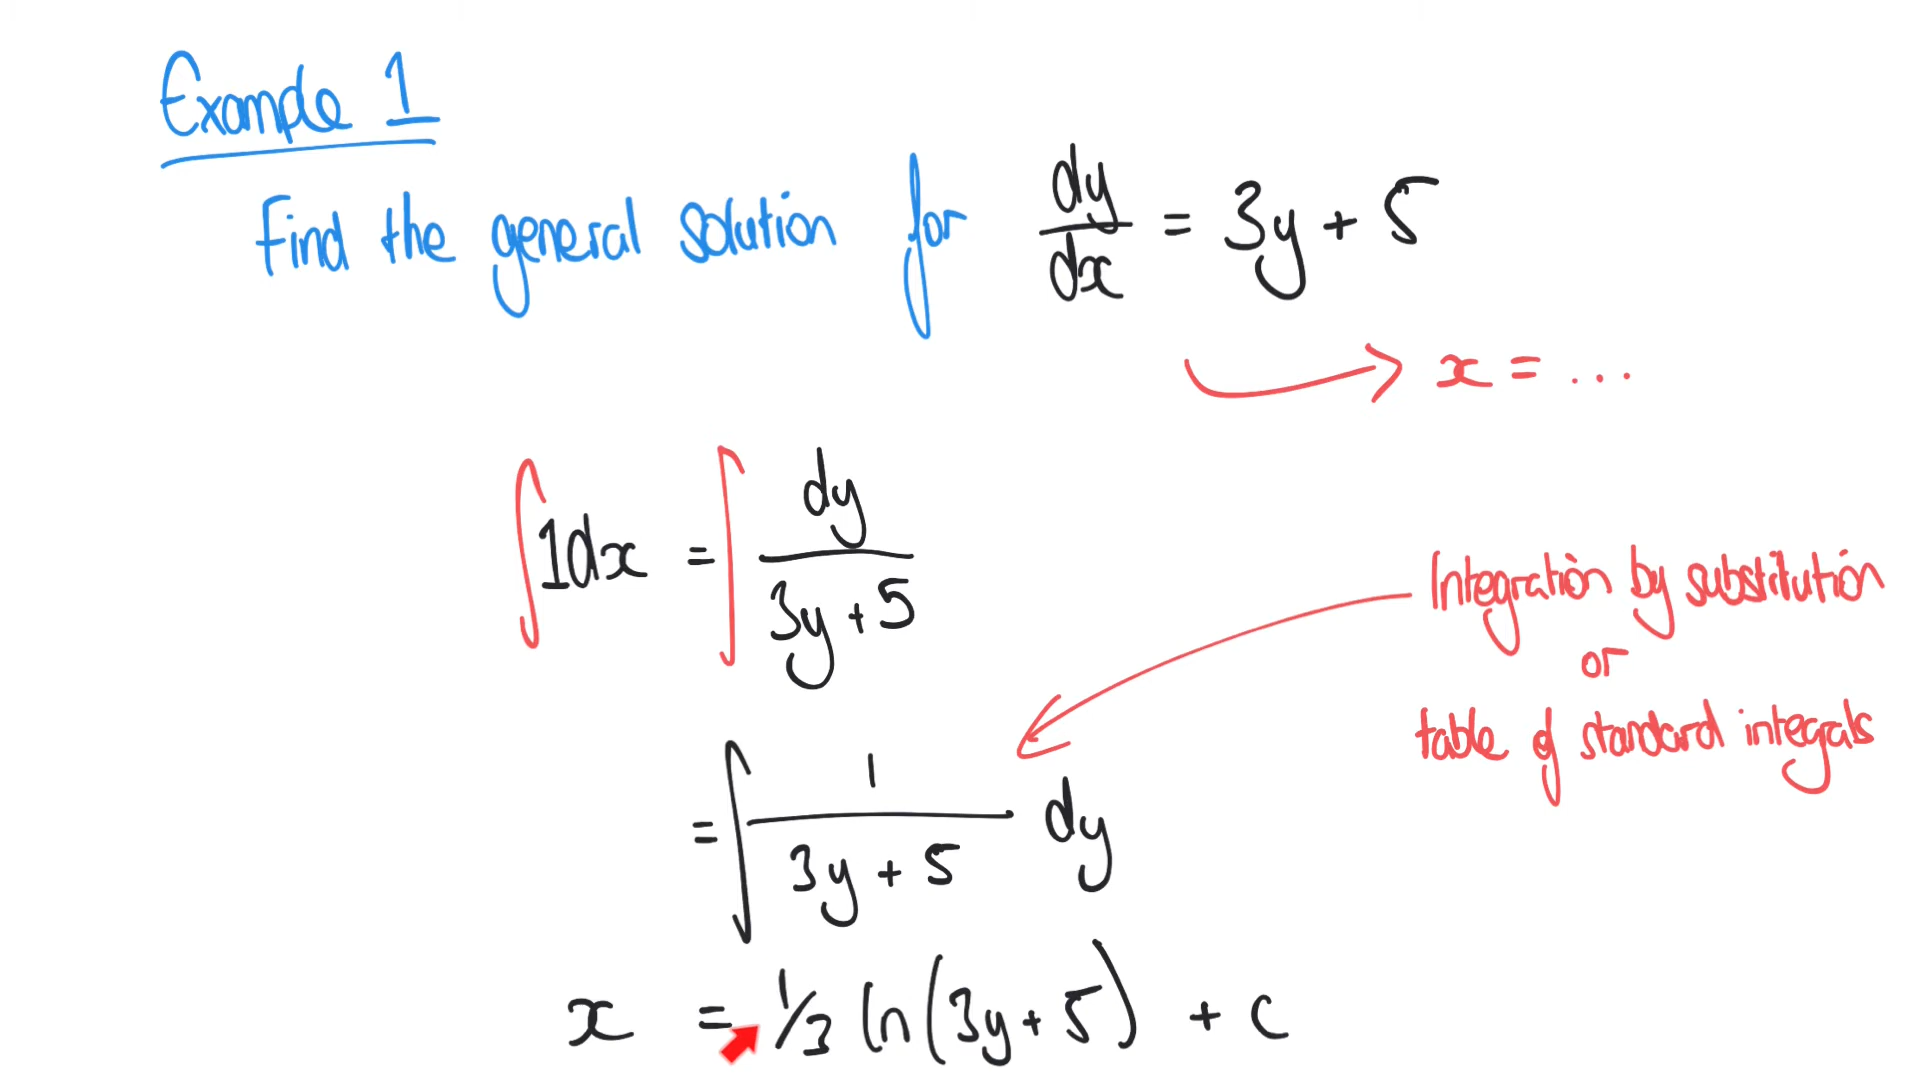 Example 1
Find the general solution for dy/dx = 3y + 5
x = ...
∫1dx = ∫ dy/3y+5
Integration by substitution
or
table of standard integrals
= ∫ 1/3y + 5 dy
x = 1/3 ln(3y+5) + c